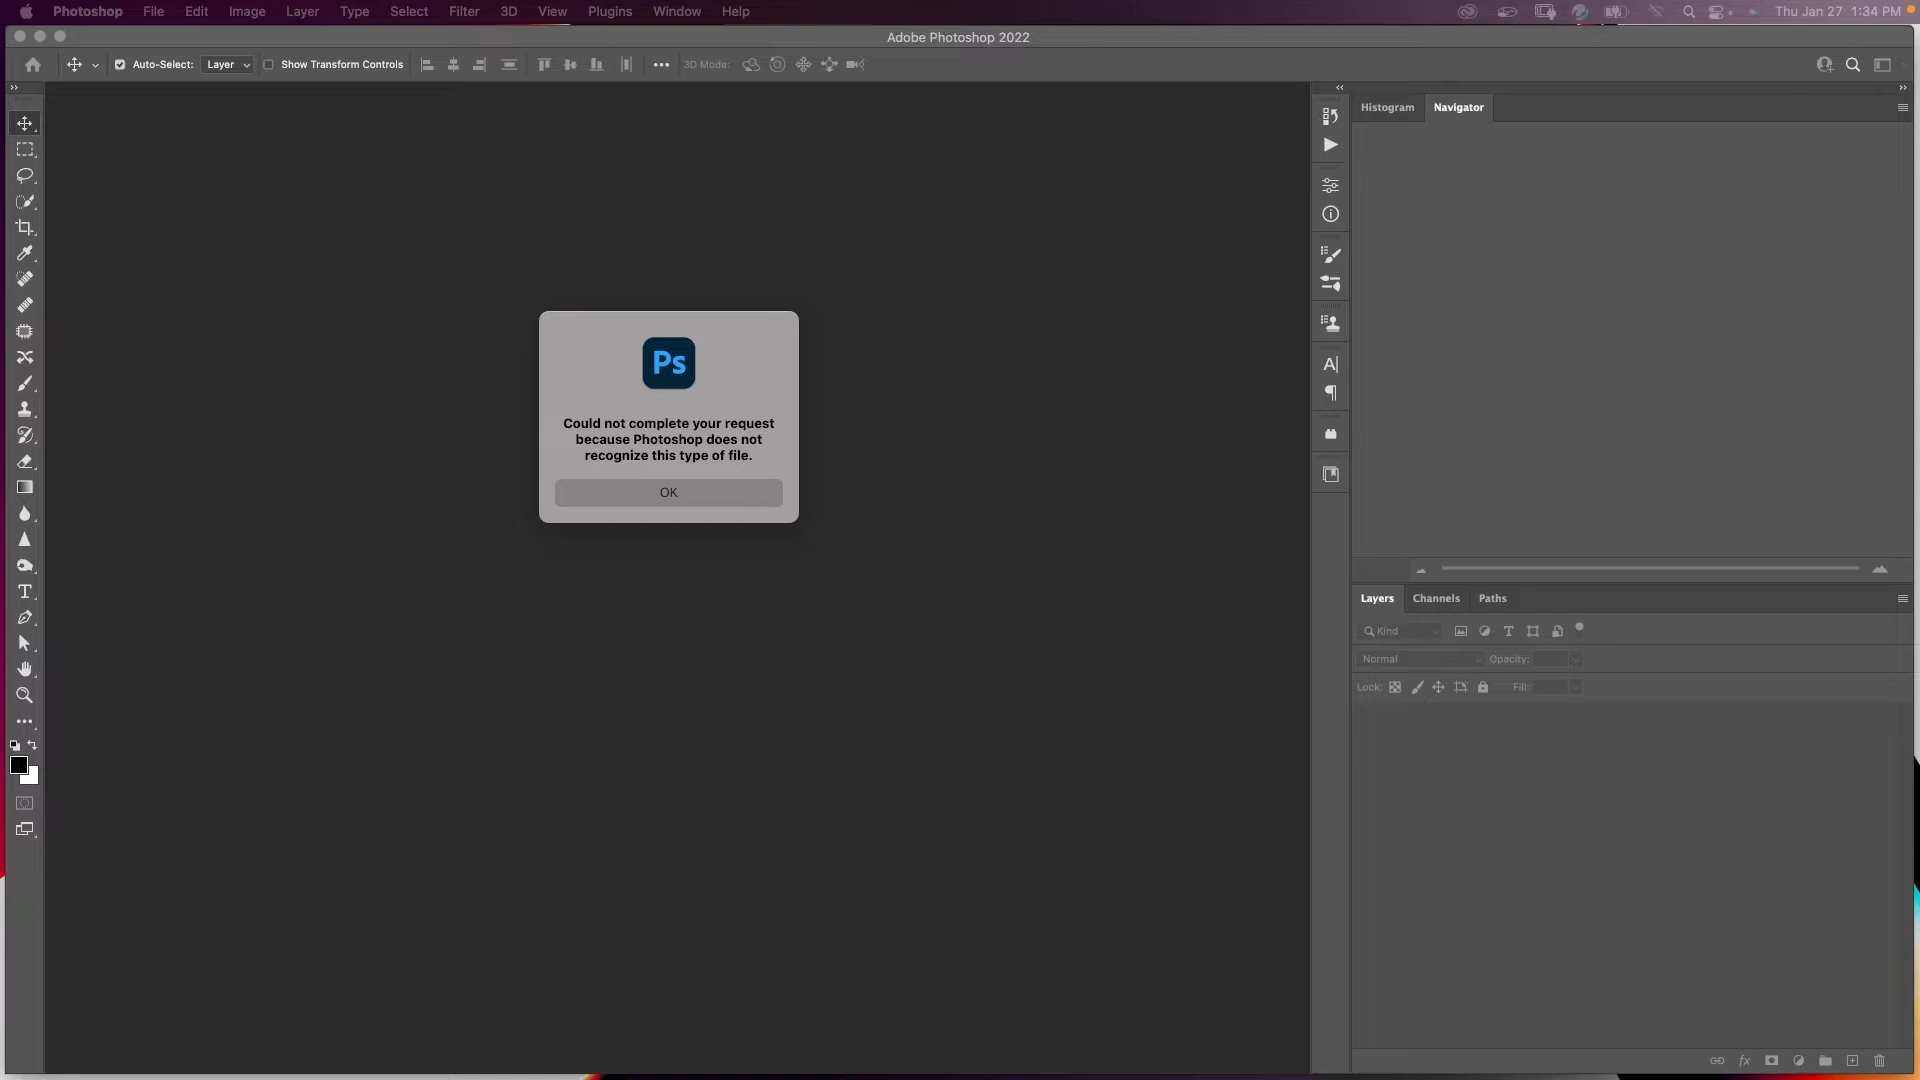 Photoshop File Edit Image Layer Type Select Filter 3D View Plugins Window Help Thu Jan 27 1:34 PM
Adobe Photoshop 2022
Auto-Select: Layer Show Transform Controls 3D Mode:
Histogram Navigator
Ps
Could not complete your request
because Photoshop does not
recognize this type of file.
OK
Layers Channels Paths
Kind
Normal Opacity:
Lock: Fill:
fx